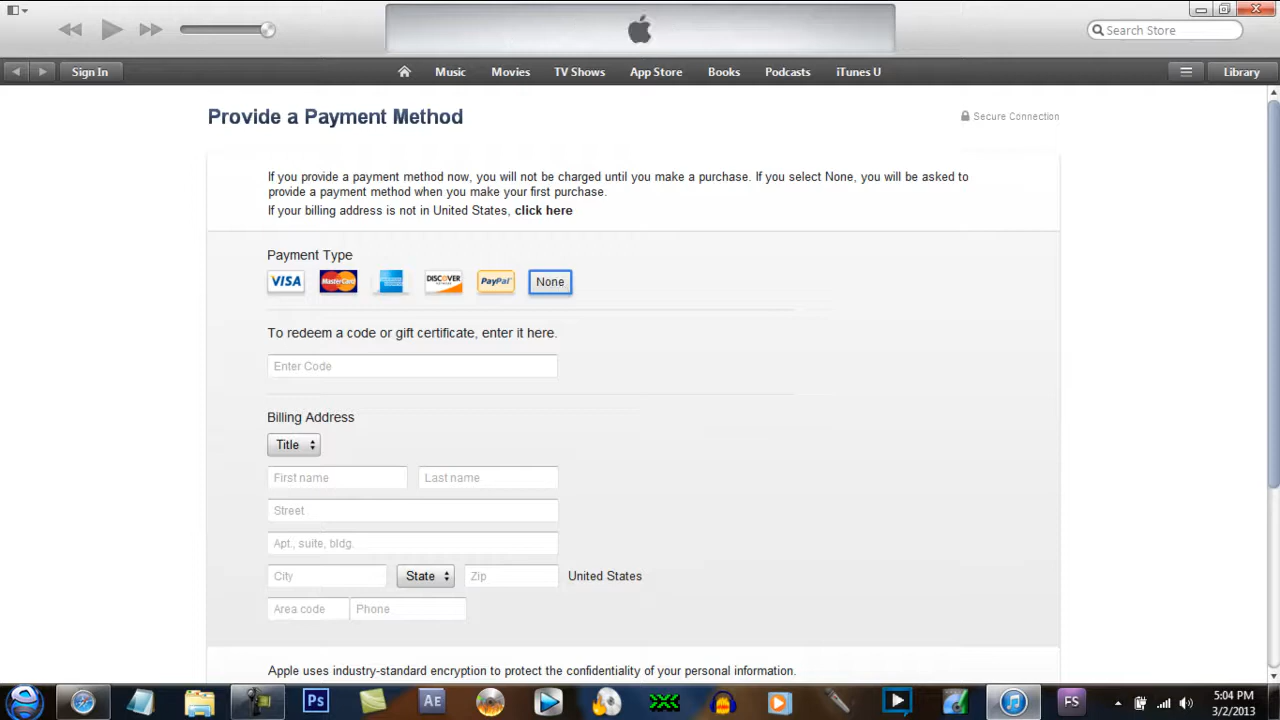 Search Store
Sign In
Music
Movies
TV Shows
App Store
Books
Podcasts
iTunes U
Library
Provide a Payment Method
Secure Connection
If you provide a payment method now, you will not be charged until you make a purchase. If you select None, you will be asked to
provide a payment method when you make your first purchase.
If your billing address is not in United States, click here
Payment Type
VISA
MasterCard
DISCOVER
PayPal
None
To redeem a code or gift certificate, enter it here.
Enter Code
Billing Address
Title
First name
Last name
Street
Apt., suite, bldg.
City
State
Zip
United States
Area code
Phone
Apple uses industry-standard encryption to protect the confidentiality of your personal information.
Ps
AE
FS
5:04 PM
3/2/2013